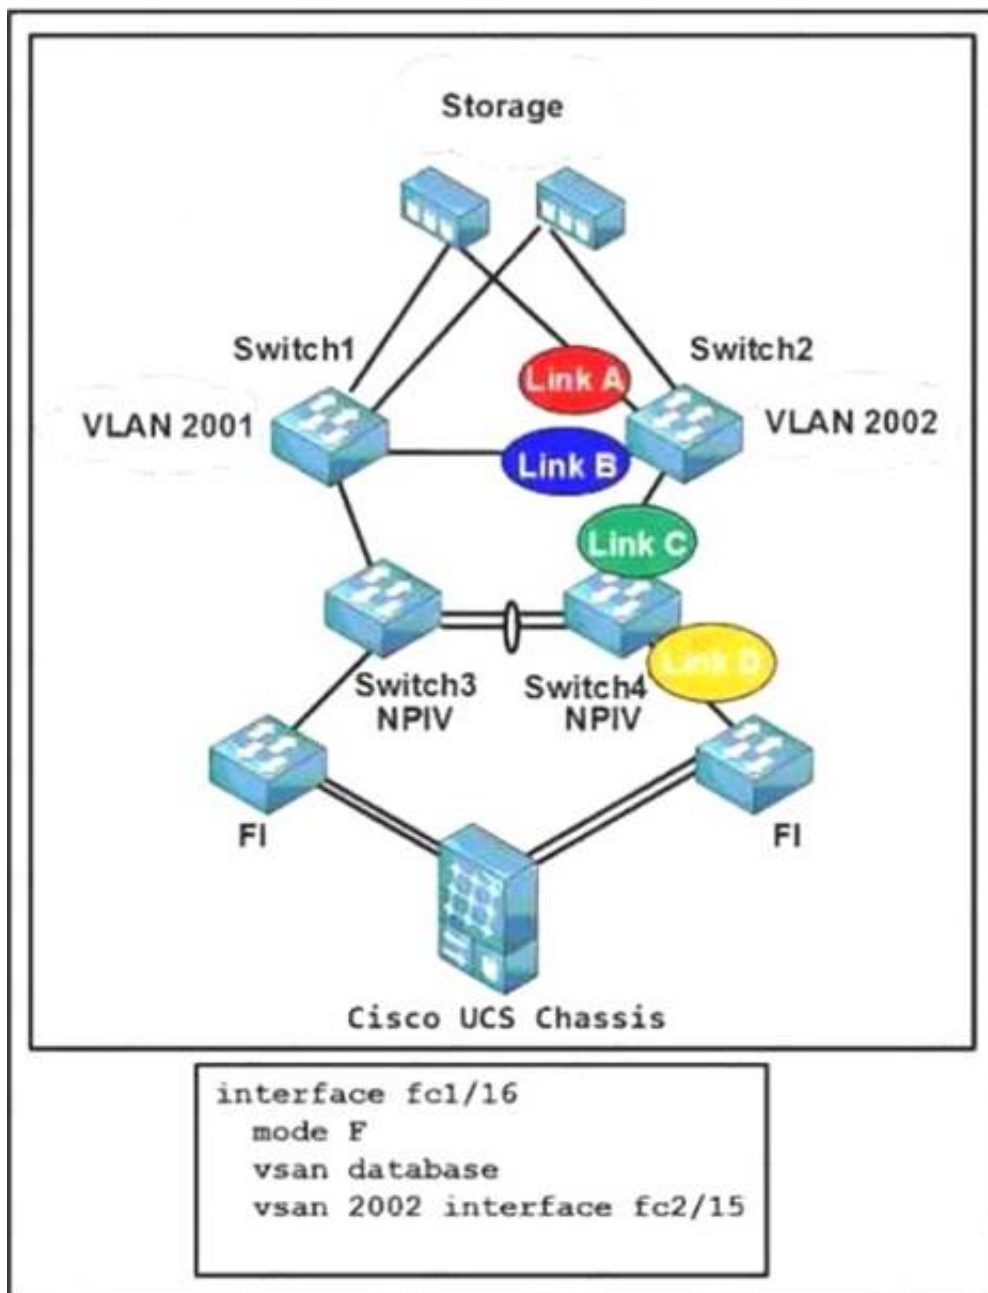 Storage
Switch1
Switch2
Link A
VLAN 2001
VLAN 2002
Link B
Link C
Link D
Switch3
NPIV
Switch4
NPIV
FI
FI
Cisco UCS Chassis
interface fc1/16
mode F
vsan database
vsan 2002 interface fc2/15